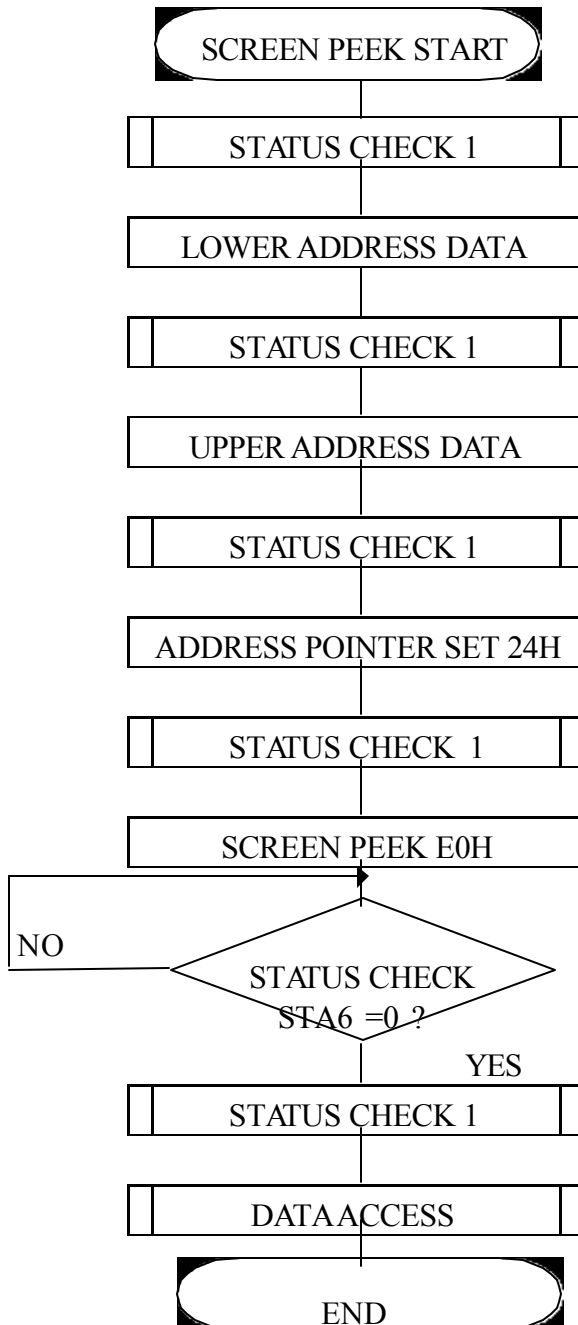 SCREEN PEEK START
STATUS CHECK 1
LOWER ADDRESS DATA
STATUS CHECK 1
UPPER ADDRESS DATA
STATUS CHECK 1
ADDRESS POINTER SET 24H
STATUS CHECK 1
SCREEN PEEK E0H
NO
STATUS CHECK
STA6 =0 ?
YES
STATUS CHECK 1
DATA ACCESS
END